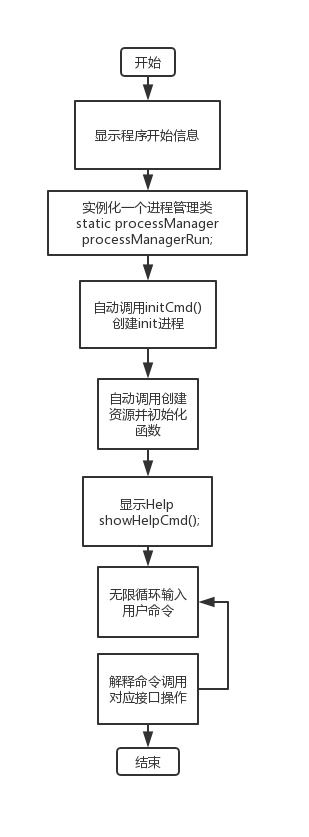 开始
显示程序开始信息
实例化一个进程管理类
static processManager
processManagerRun;
自动调用initCmd()
创建init进程
自动调用创建
资源并初始化
函数
显示Help
showHelpCmd();
无限循环输入
用户命令
解释命令调用
对应接口操作
结束